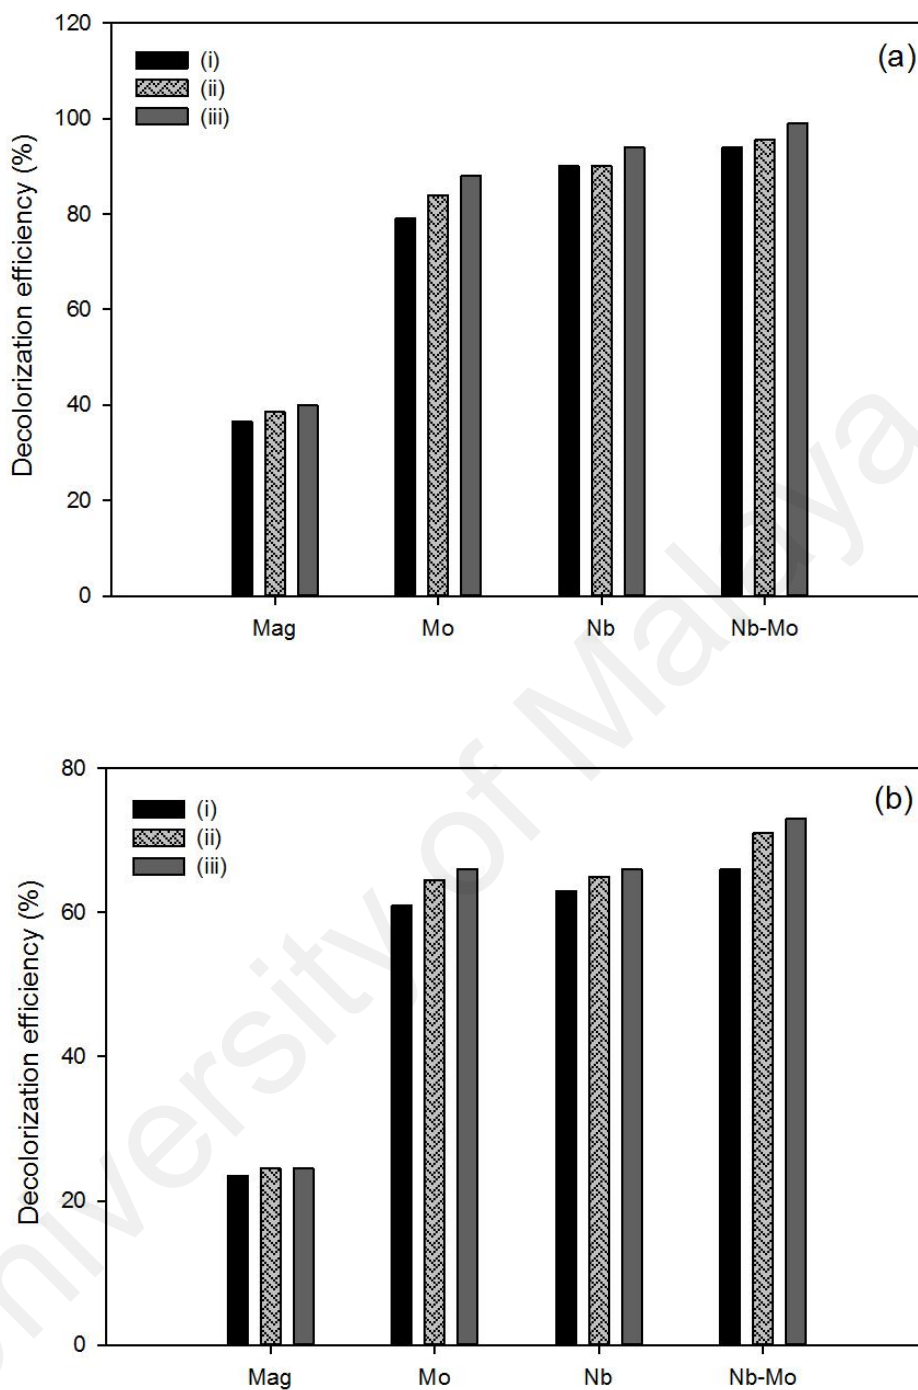 120
100
80
60
40
20
0
Decolorization efficiency (%)
(i)
(ii)
(iii)
(a)
Mag Mo Nb Nb-Mo
80
60
40
20
0
Decolorization efficiency (%)
(i)
(ii)
(iii)
(b)
Mag Mo Nb Nb-Mo
University of Malaya